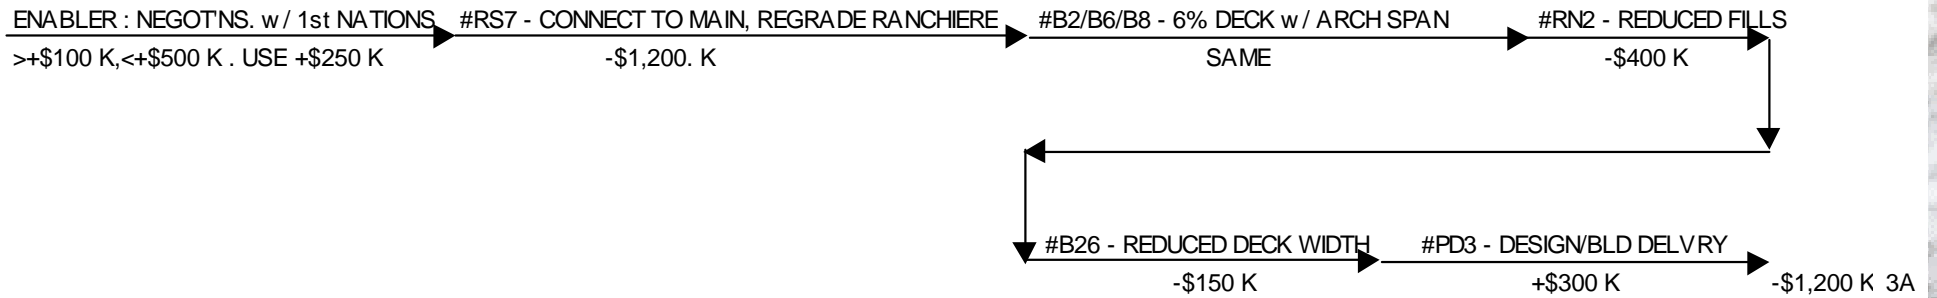 ENABLER : NEGOT'NS. w / 1st NATIONS #RS7 - CONNECT TO MAIN, REGRADE RANCHIERE #B2/B6/B8 - 6% DECK w / ARCH SPAN #RN2 - REDUCED FILLS
>+$100 K,<+$500 K . USE +$250 K -$1,200. K SAME -$400 K
#B26 - REDUCED DECK WIDTH #PD3 - DESIGN/BLD DELVRY
-$150 K +$300 K -$1,200 K 3A